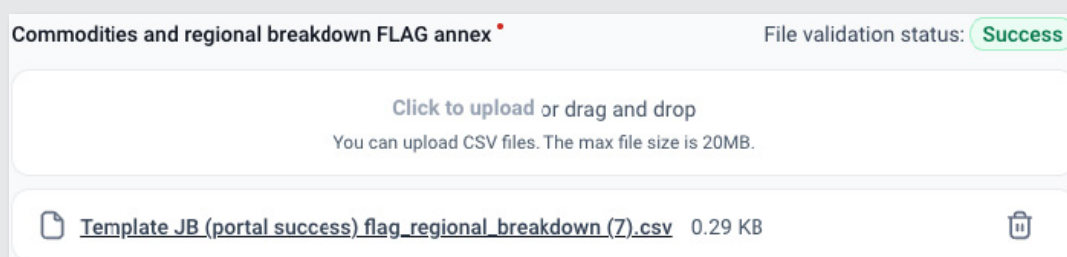 Commodities and regional breakdown FLAG annex
File validation status: Success
Click to upload or drag and drop
You can upload CSV files. The max file size is 20MB.
Template JB (portal success) flag_regional_breakdown (7).csv 0.29 KB